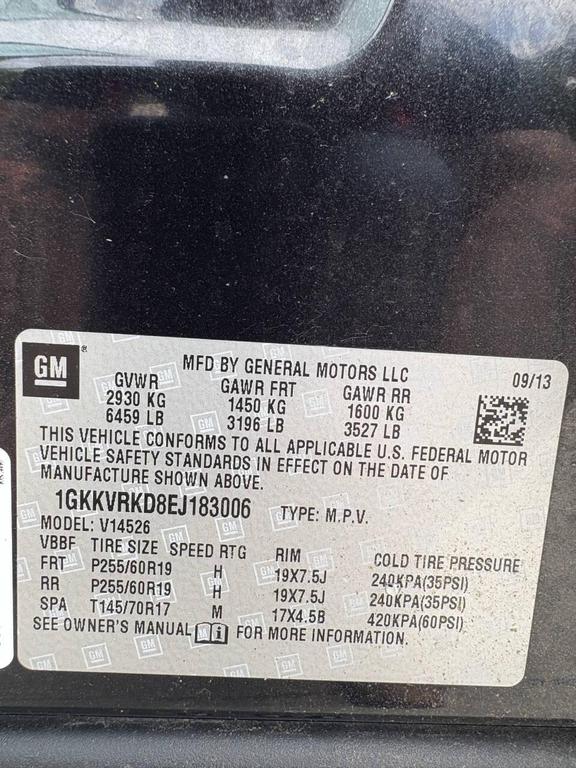 GM ®
MFD BY GENERAL MOTORS LLC 09/13
GVWR GAWR FRT GAWR RR
2930 KG 1450 KG 1600 KG
6459 LB 3196 LB 3527 LB
THIS VEHICLE CONFORMS TO ALL APPLICABLE U.S. FEDERAL MOTOR
VEHICLE SAFETY STANDARDS IN EFFECT ON THE DATE OF
MANUFACTURE SHOWN ABOVE.
1GKKVRKD8EJ183006 TYPE: M.P.V.
MODEL: V14526
VBBF TIRE SIZE SPEED RTG RIM COLD TIRE PRESSURE
FRT P255/60R19 H 19X7.5J 240KPA(35PSI)
RR P255/60R19 H 19X7.5J 240KPA(35PSI)
SPA T145/70R17 M 17X4.5B 420KPA(60PSI)
SEE OWNER'S MANUAL FOR MORE INFORMATION.